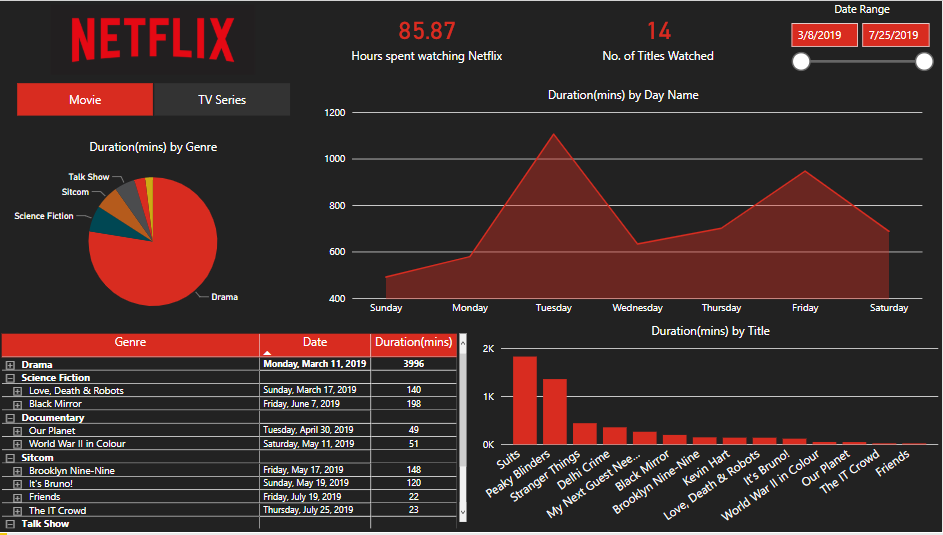 NETFLIX
85.87
Hours spent watching Netflix
14
No. of Titles Watched
Date Range
3/8/2019 7/25/2019
Movie TV Series
Duration(mins) by Genre
Talk Show
Sitcom
Science Fiction
Drama
Duration(mins) by Day Name
1200
1000
800
600
400
Sunday Monday Tuesday Wednesday Thursday Friday Saturday
Genre Date Duration(mins)
Drama Monday, March 11, 2019 3996
Science Fiction
Love, Death & Robots Sunday, March 17, 2019 140
Black Mirror Friday, June 7, 2019 198
Documentary
Our Planet Tuesday, April 30, 2019 49
World War II in Colour Saturday, May 11, 2019 51
Sitcom
Brooklyn Nine-Nine Friday, May 17, 2019 148
It's Bruno! Sunday, May 19, 2019 120
Friends Friday, July 19, 2019 22
The IT Crowd Thursday, July 25, 2019 23
Talk Show
Duration(mins) by Title
2K
1K
0K
Suits
Peaky Blinders
Stranger Things
Delhi Crime
My Next Guest Nee...
Black Mirror
Brooklyn Nine-Nine
Kevin Hart
Love, Death & Robots
It's Bruno!
World War II in Colour
Our Planet
The IT Crowd
Friends